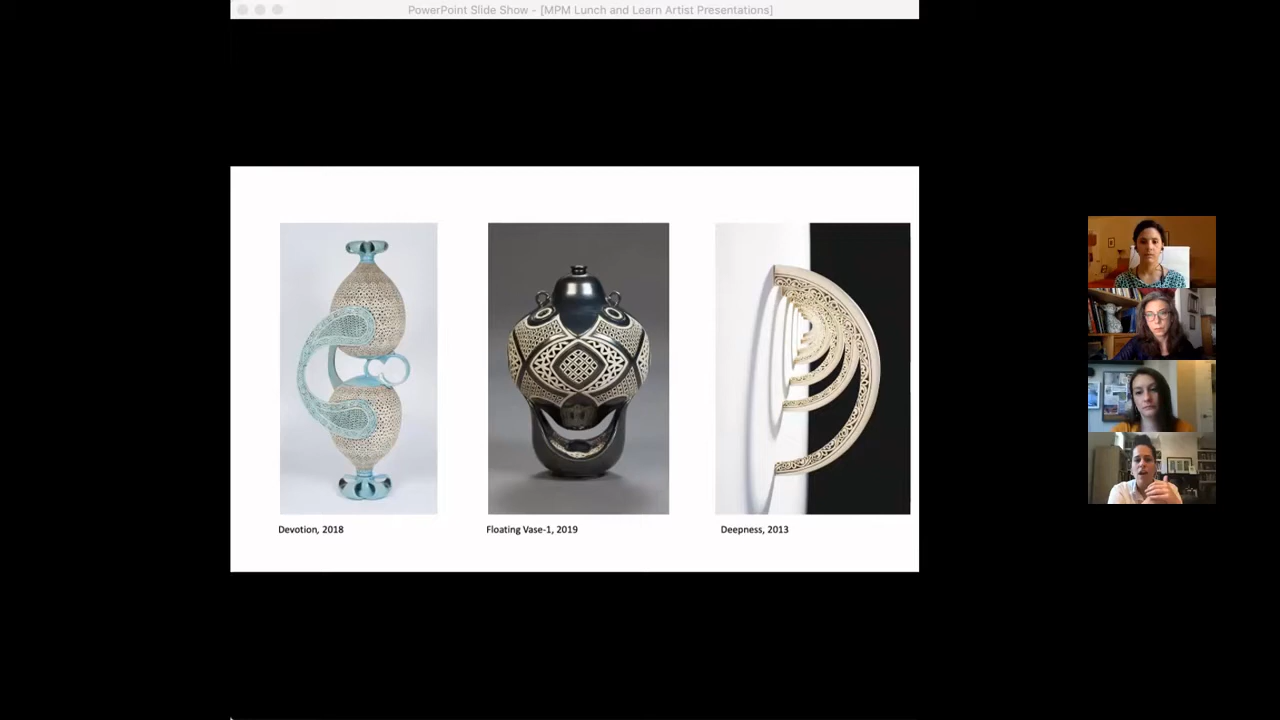 PowerPoint Slide Show - [MPM Lunch and Learn Artist Presentations]
Devotion, 2018
Floating Vase-1, 2019
Deepness, 2013